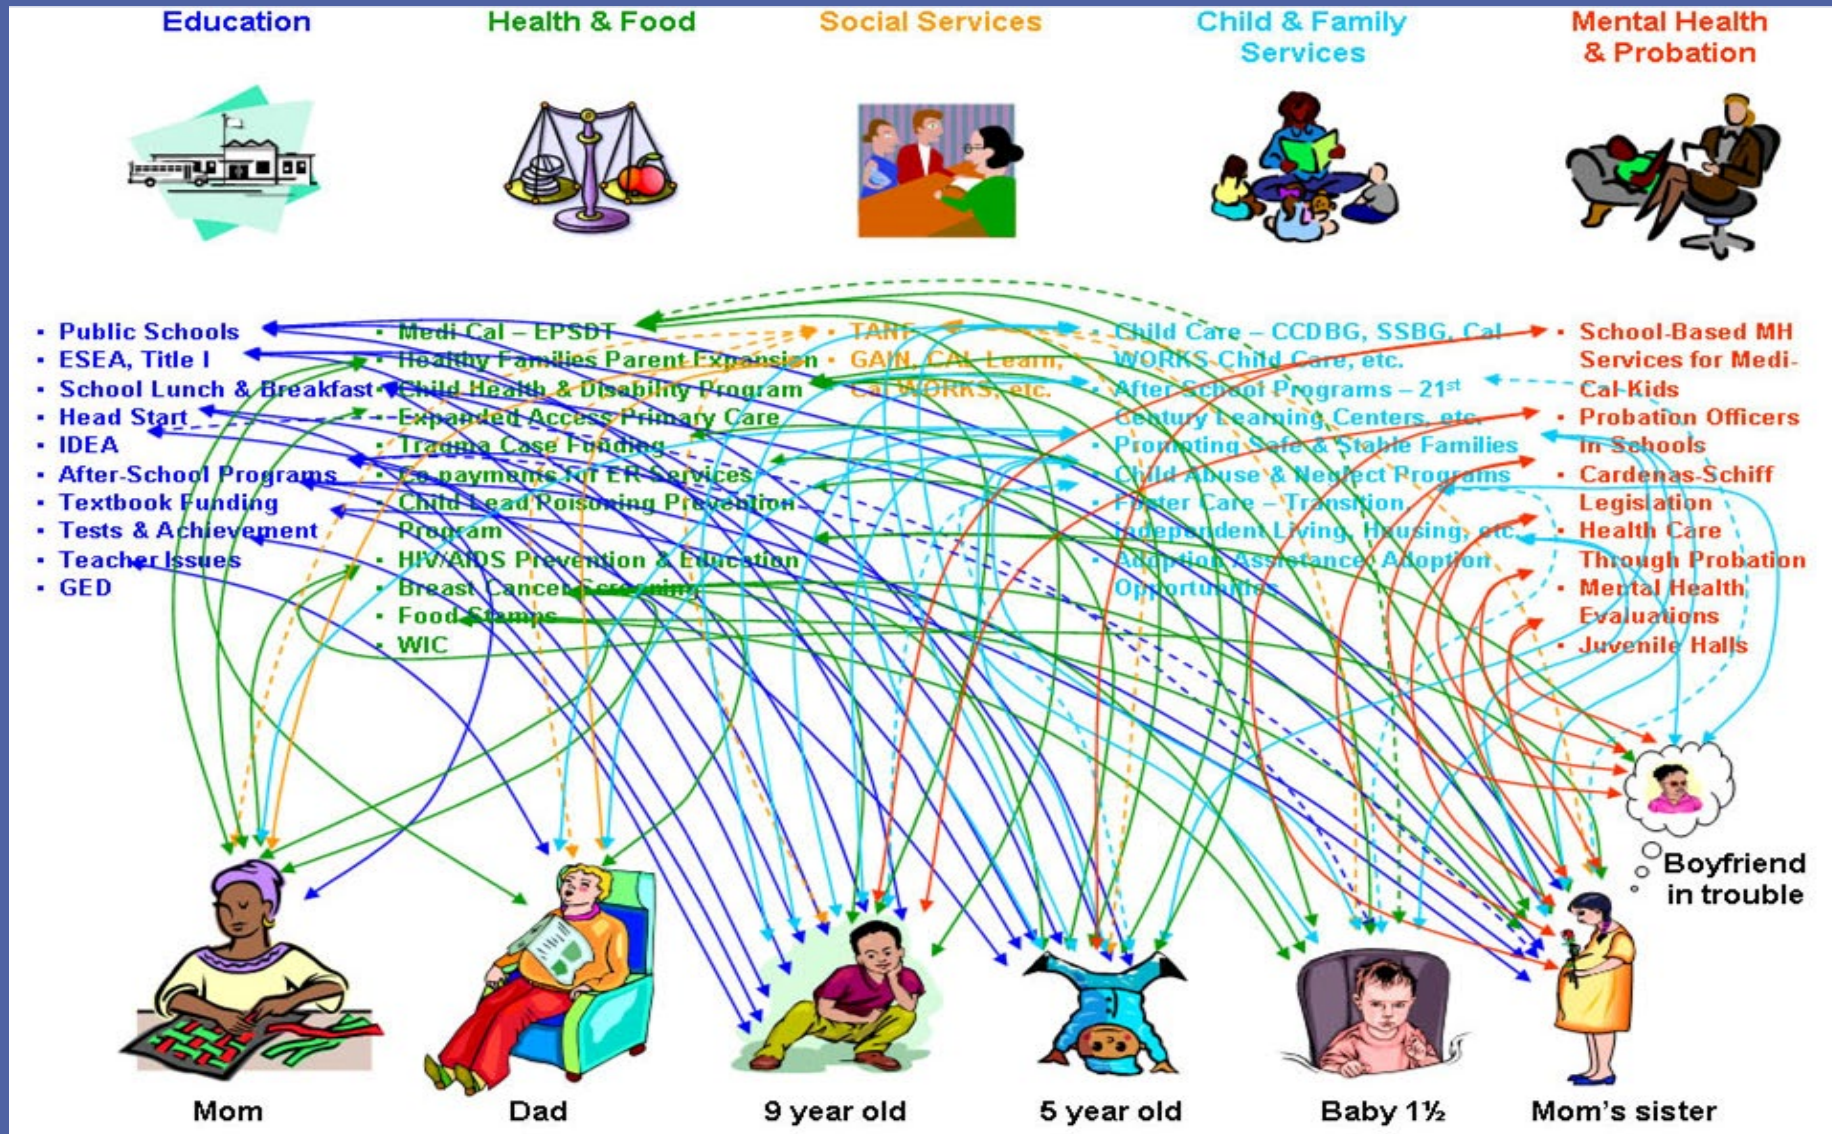 Education
Health & Food
Social Services
Child & Family
Services
Mental Health
& Probation
▪ Public Schools
▪ ESEA, Title I
▪ School Lunch & Breakfast
▪ Head Start
▪ IDEA
▪ After-School Programs
▪ Textbook Funding
▪ Tests & Achievement
▪ Teacher Issues
▪ GED
▪ Medi-Cal – EPSDT
▪ Healthy Families Parent Expansion
▪ Child Health & Disability Program
▪ Expanded Access Primary Care
▪ Trauma Case Funding
▪ Co-payments for ER Services
▪ Child Lead Poisoning Prevention
Program
▪ HIV/AIDS Prevention & Education
▪ Breast Cancer Screening
▪ Food Stamps
▪ WIC
▪ TANF
▪ GAIN, CAL Learn,
Cal WORKS, etc.
▪ Child Care – CCDBG, SSBG, Cal
WORKS Child Care, etc.
▪ After School Programs – 21st
Century Learning Centers, etc.
▪ Promoting Safe & Stable Families
▪ Child Abuse & Neglect Programs
▪ Foster Care – Transition,
Independent Living, Housing, etc.
▪ Adoption Assistance, Adoption
Opportunities
▪ School-Based MH
Services for Medi-
Cal Kids
▪ Probation Officers
In Schools
▪ Cardenas-Schiff
Legislation
▪ Health Care
Through Probation
▪ Mental Health
Evaluations
▪ Juvenile Halls
Boyfriend
in trouble
Mom
Dad
9 year old
5 year old
Baby 1½
Mom's sister